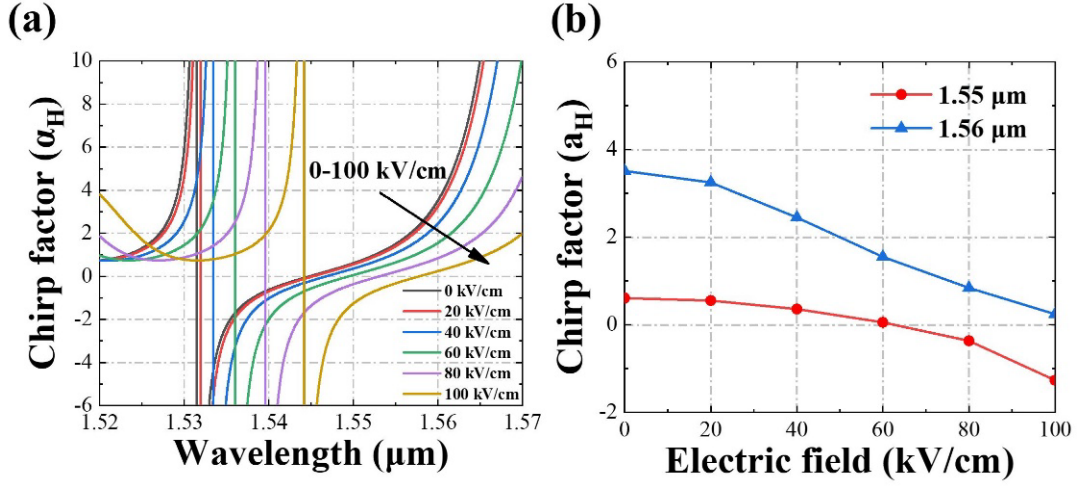 (a)
Chirp factor (α_H)
10
8
6
4
2
0
-2
-4
-6
0-100 kV/cm
0 kV/cm
20 kV/cm
40 kV/cm
60 kV/cm
80 kV/cm
100 kV/cm
1.52 1.53 1.54 1.55 1.56 1.57
Wavelength (μm)
(b)
Chirp factor (a_H)
6
4
2
0
-2
1.55 μm
1.56 μm
0 20 40 60 80 100
Electric field (kV/cm)